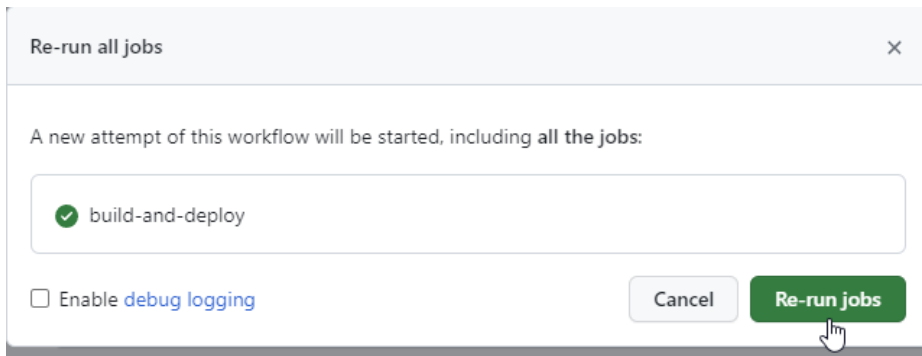 Re-run all jobs
A new attempt of this workflow will be started, including all the jobs:
build-and-deploy
Enable debug logging
Cancel
Re-run jobs